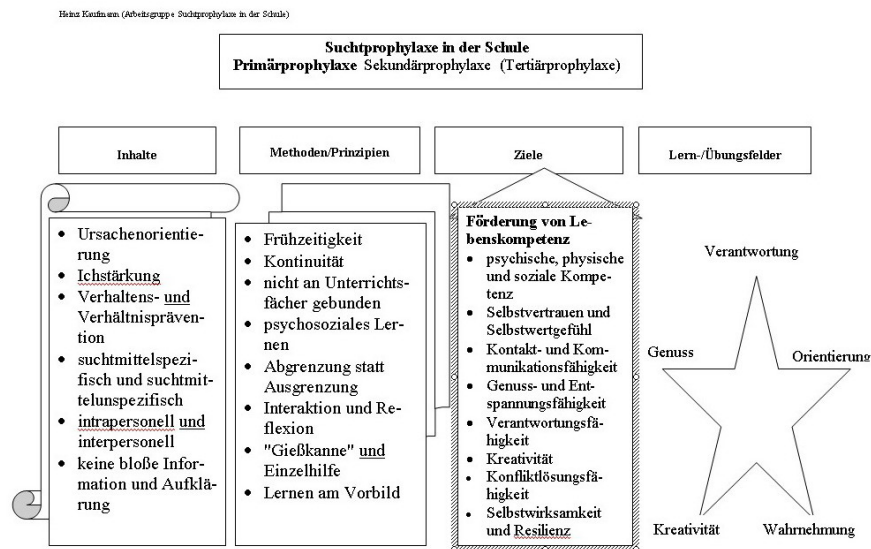 Heinz Kaufmann (Arbeitsgruppe Suchtprophylaxe in der Schule)
Suchtprophylaxe in der Schule
Primärprophylaxe Sekundärprophylaxe (Tertiärprophylaxe)
Inhalte
Methoden/Prinzipien
Ziele
Lern-/Übungsfelder
• Ursachenorientie-
rung
• Ichstärkung
• Verhaltens- und
Verhältnispräven-
tion
• suchtmittelspezi-
fisch und suchtmit-
telunspezifisch
• intrapersonell und
interpersonell
• keine bloße Infor-
mation und Aufklä-
rung
• Frühzeitigkeit
• Kontinuität
• nicht an Unterrichts-
fächer gebunden
• psychosoziales Ler-
nen
• Abgrenzung statt
Ausgrenzung
• Interaktion und Re-
flexion
• "Gießkanne" und
Einzelhilfe
• Lernen am Vorbild
Förderung von Le-
benskompetenz
• psychische, physische
und soziale Kompe-
tenz
• Selbstvertrauen und
Selbstwertgefühl
• Kontakt- und Kom-
munikationsfähigkeit
• Genuss- und Ent-
spannungsfähigkeit
• Verantwortungsfä-
higkeit
• Kreativität
• Konfliktlösungsfä-
higkeit
• Selbstwirksamkeit
und Resilienz
Verantwortung
Genuss
Orientierung
Kreativität
Wahrnehmung